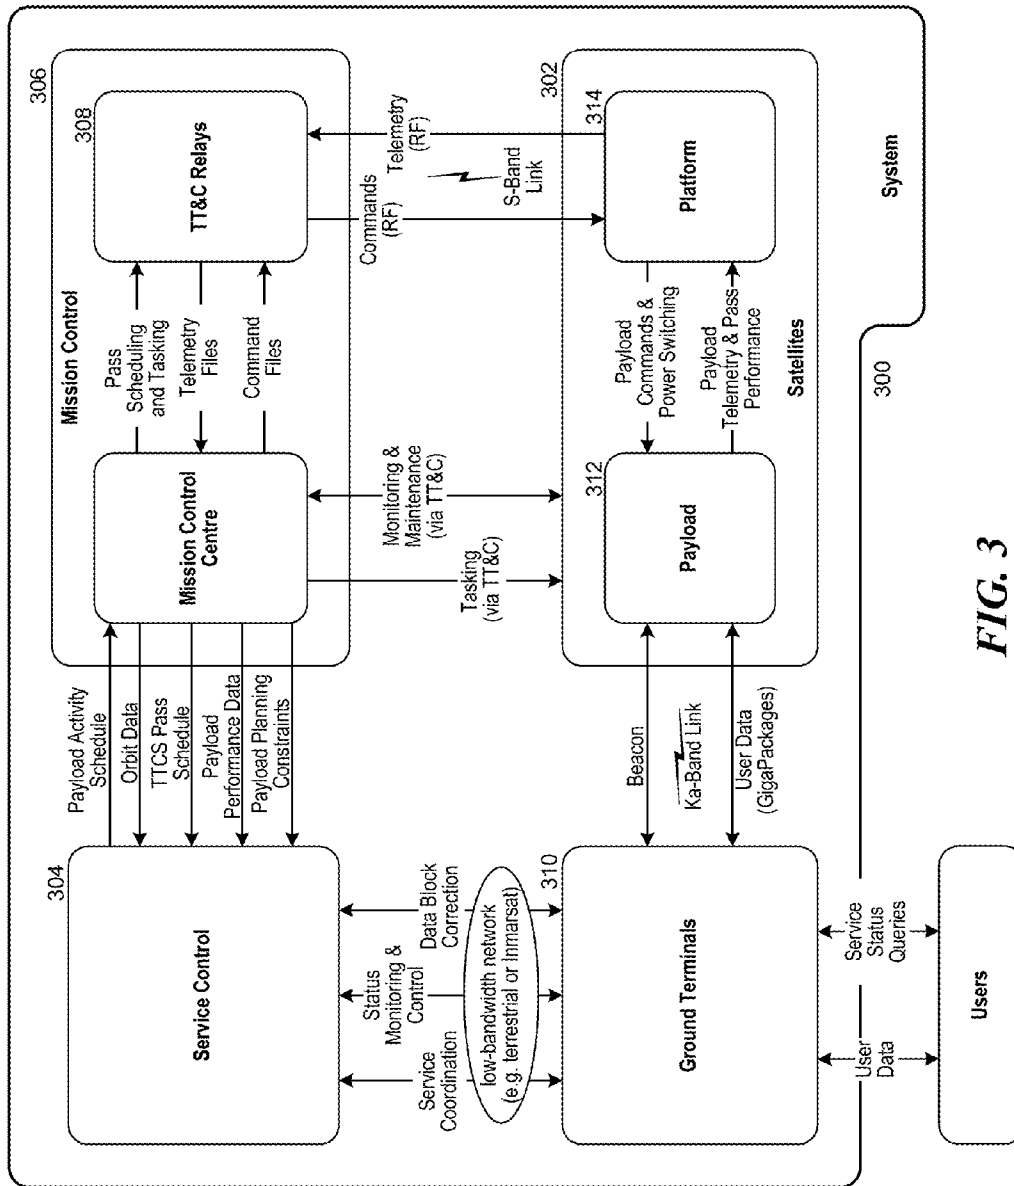 304
Service Control
Payload Activity
Schedule
Orbit Data
TTCS Pass
Schedule
Payload
Performance Data
Payload Planning
Constraints
Mission Control
306
Mission Control
Centre
Pass
Scheduling
and Tasking
Telemetry
Files
Command
Files
308
TT&C Relays
Service
Coordination
Status
Monitoring &
Control
Data Block
Correction
low-bandwidth network
(e.g. terrestrial or Inmarsat)
Tasking
(via TT&C)
Monitoring &
Maintenance
(via TT&C)
Commands
(RF)
Telemetry
(RF)
S-Band
Link
310
Ground Terminals
Beacon
Ka-Band Link
User Data
(GigaPackages)
302
312
Payload
Payload
Commands &
Power Switching
Payload
Telemetry & Pass
Performance
314
Platform
Satellites
User
Data
Service
Status
Queries
300
System
Users
FIG. 3